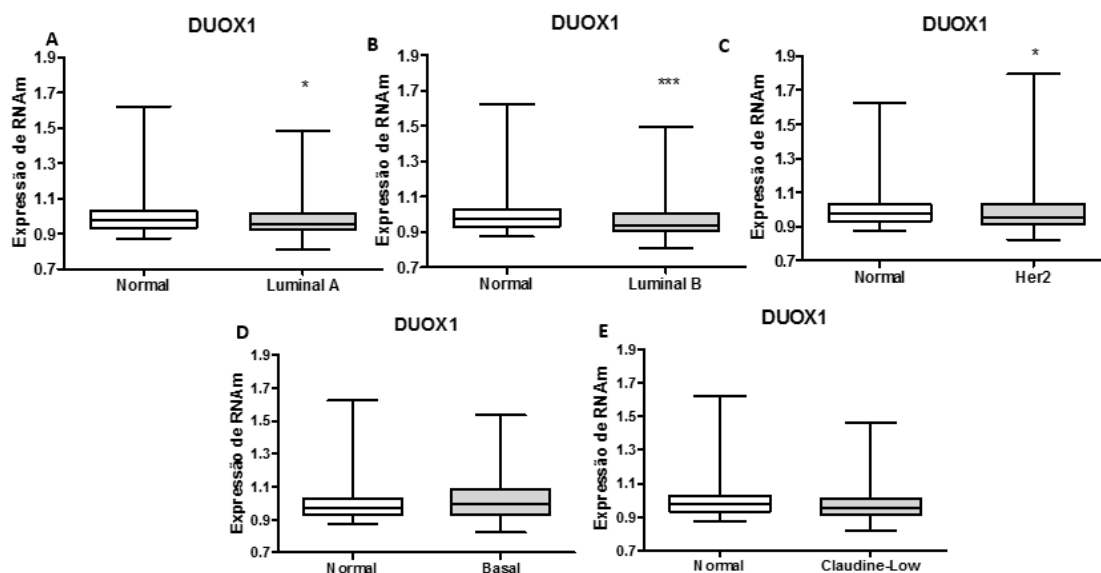 A
DUOX1
Expressão de RNAm
1.9
1.7
1.5
1.3
1.1
0.9
0.7
*
Normal
Luminal A
B
DUOX1
Expressão de RNAm
1.9
1.7
1.5
1.3
1.1
0.9
0.7
***
Normal
Luminal B
C
DUOX1
Expressão de RNAm
1.9
1.7
1.5
1.3
1.1
0.9
0.7
*
Normal
Her2
D
DUOX1
Expressão de RNAm
1.9
1.7
1.5
1.3
1.1
0.9
0.7
Normal
Basal
E
DUOX1
Expressão de RNAm
1.9
1.7
1.5
1.3
1.1
0.9
0.7
Normal
Claudine-Low